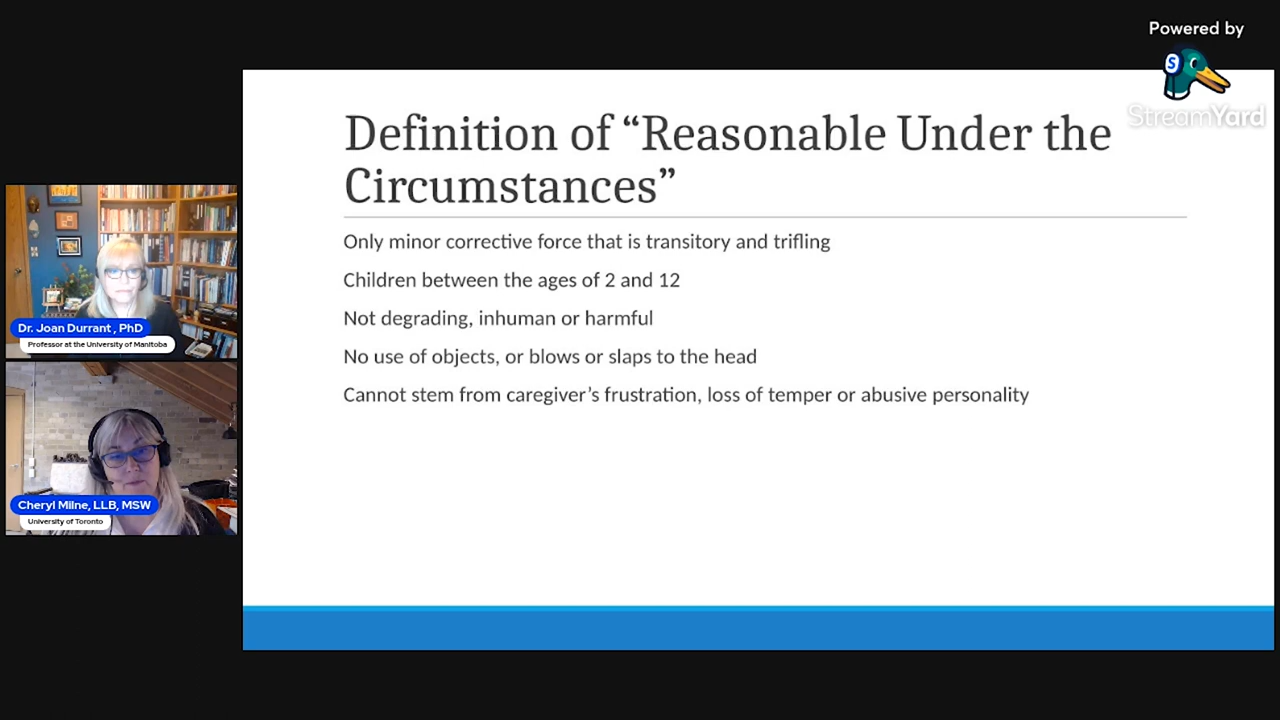 Powered by
StreamYard
Definition of “Reasonable Under the
Circumstances”
Only minor corrective force that is transitory and trifling
Children between the ages of 2 and 12
Not degrading, inhuman or harmful
No use of objects, or blows or slaps to the head
Cannot stem from caregiver’s frustration, loss of temper or abusive personality
Dr. Joan Durrant , PhD
Professor at the University of Manitoba
Cheryl Milne, LLB, MSW
University of Toronto